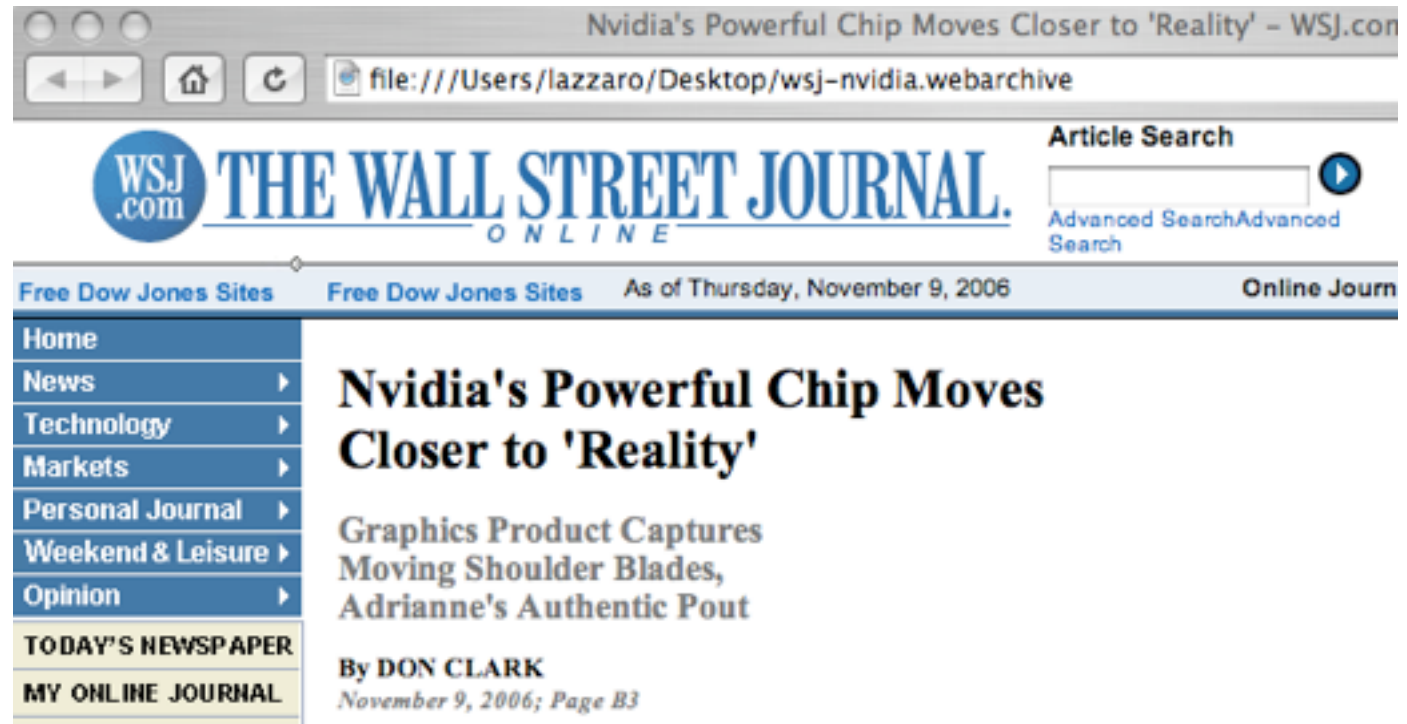 Nvidia's Powerful Chip Moves Closer to 'Reality' – WSJ.com
file:///Users/lazzaro/Desktop/wsj-nvidia.webarchive
WSJ
.com
THE WALL STREET JOURNAL.
ONLINE
Article Search
Advanced SearchAdvanced
Search
Free Dow Jones Sites Free Dow Jones Sites As of Thursday, November 9, 2006 Online Journ
Home
News
Technology
Markets
Personal Journal
Weekend & Leisure
Opinion
TODAY'S NEWSPAPER
MY ONLINE JOURNAL
Nvidia's Powerful Chip Moves
Closer to 'Reality'
Graphics Product Captures
Moving Shoulder Blades,
Adrianne's Authentic Pout
By DON CLARK
November 9, 2006; Page B3